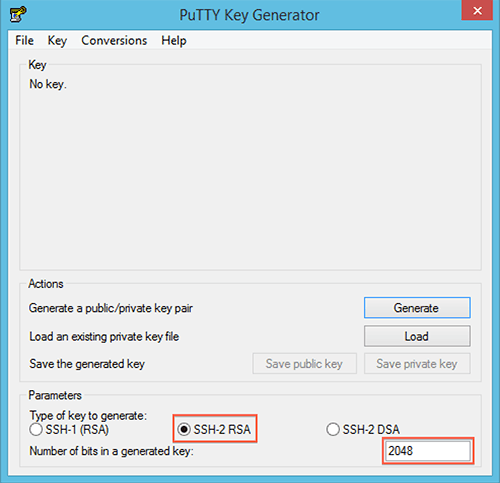 PuTTY Key Generator
File Key Conversions Help
Key
No key.
Actions
Generate a public/private key pair Generate
Load an existing private key file Load
Save the generated key Save public key Save private key
Parameters
Type of key to generate:
SSH-1 (RSA) SSH-2 RSA SSH-2 DSA
Number of bits in a generated key: 2048